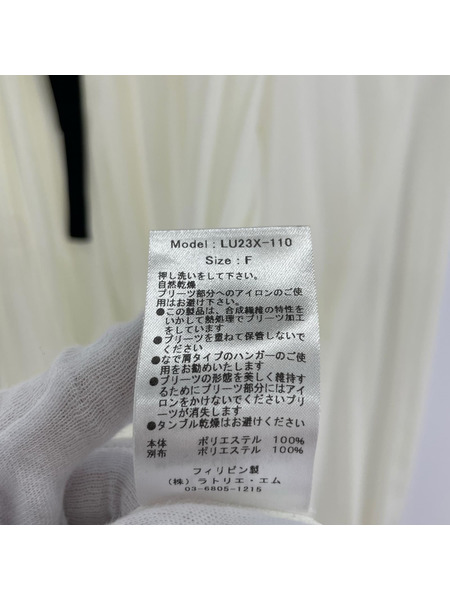 Model : LU23X-110
Size : F
押し洗いをして下さい。
自然乾燥
プリーツ部分へのアイロンのご使
用はお避け下さい。
●この製品は、合成繊維の特性を
いかして熱処理でプリーツ加工
をしています
●プリーツを重ねて保管しないで
ください
●なで肩タイプのハンガーのご使
用をお勧めいたします
●プリーツの形態を美しく維持す
るためにプリーツ部分にはアイ
ロンをかけないでくださいプリ
ーツが消失します
●タンブル乾燥はお避けください
本体 ポリエステル 100%
別布 ポリエステル 100%
フィリピン製
(株) ラトリエ・エム
03-6805-1215